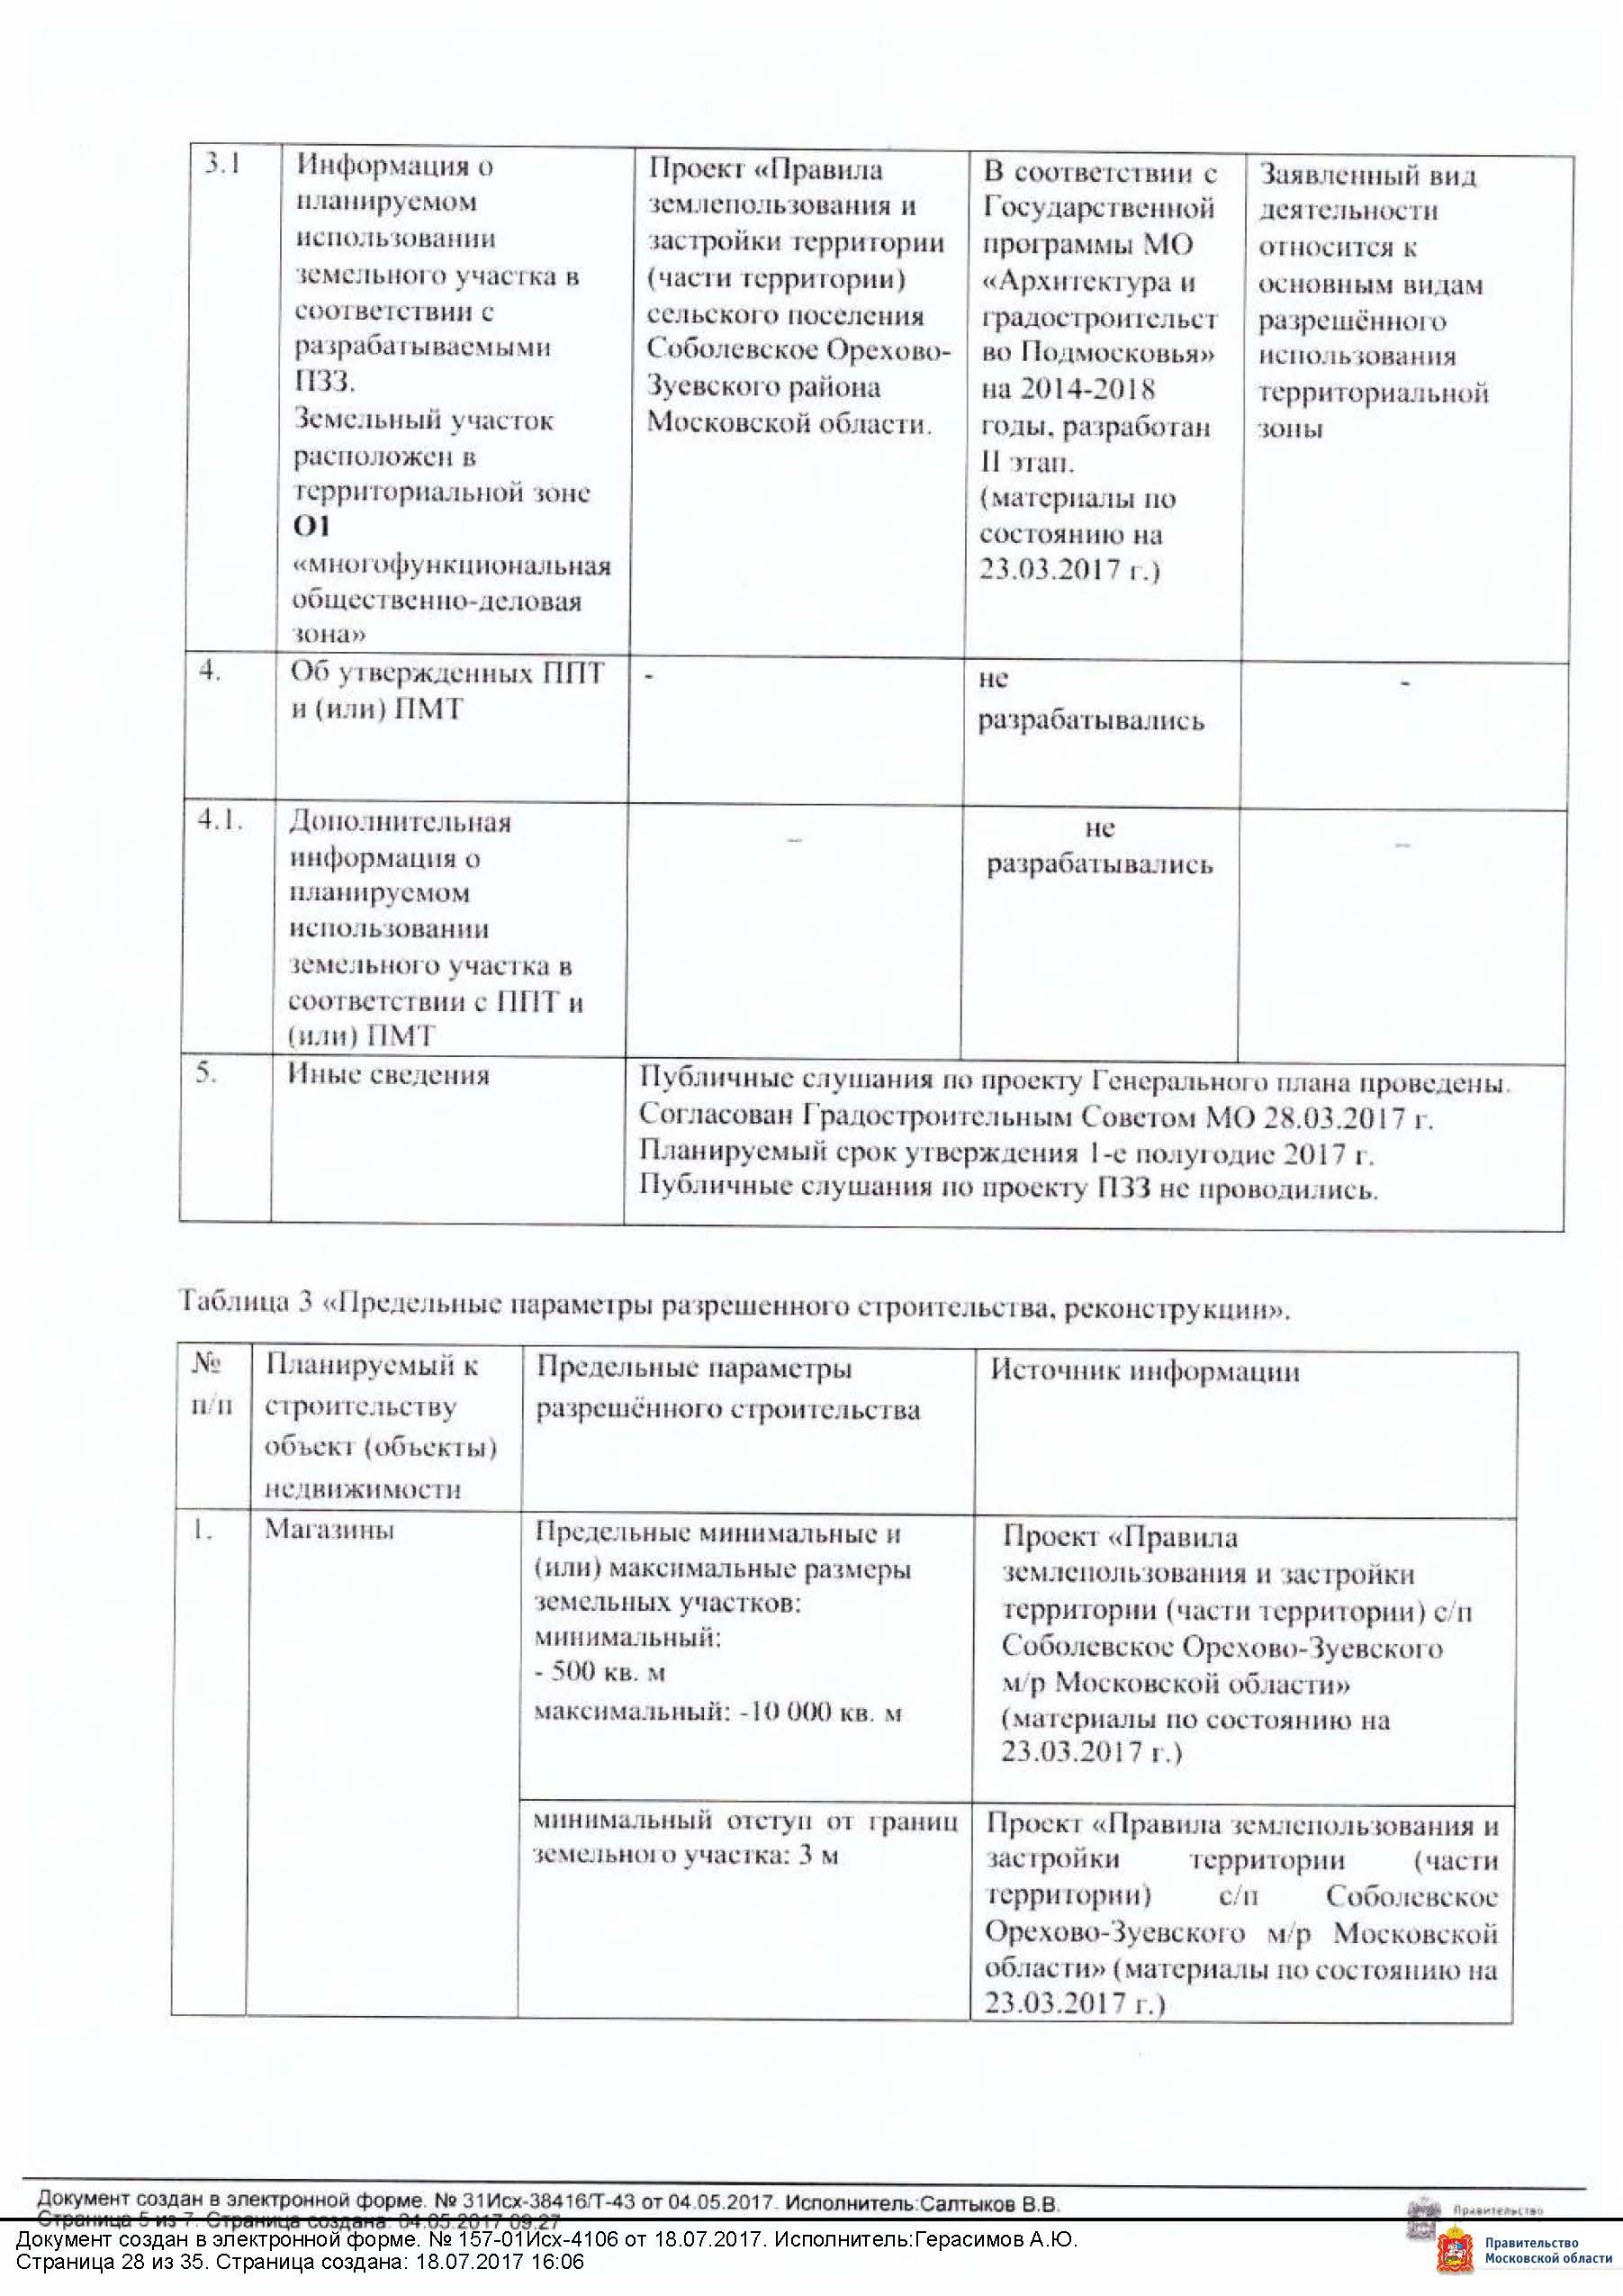 3.1
Информация о
планируемом
использовании
земельного участка в
соответствии с
разрабатываемыми
ПЗЗ.
Земельный участок
расположен в
территориальной зоне
О1
«многофункциональная
общественно-деловая
зона»
Проект «Правила
землепользования и
застройки территории
(части территории)
сельского поселения
Соболевское Орехово-
Зуевского района
Московской области.
В соответствии с
Государственной
программы МО
«Архитектура и
градостроительст
во Подмосковья»
на 2014-2018
годы, разработан
II этап.
(материалы по
состоянию на
23.03.2017 г.)
Заявленный вид
деятельности
относится к
основным видам
разрешённого
использования
территориальной
зоны
4.
Об утвержденных ППТ
и (или) ПМТ
-
не
разрабатывались
-
4.1.
Дополнительная
информация о
планируемом
использовании
земельного участка в
соответствии с ППТ и
(или) ПМТ
–
не
разрабатывались
–
5.
Иные сведения
Публичные слушания по проекту Генерального плана проведены.
Согласован Градостроительным Советом МО 28.03.2017 г.
Планируемый срок утверждения 1-е полугодие 2017 г.
Публичные слушания по проекту ПЗЗ не проводились.
Таблица 3 «Предельные параметры разрешенного строительства, реконструкции».
№
п/п
Планируемый к
строительству
объект (объекты)
недвижимости
Предельные параметры
разрешённого строительства
Источник информации
1.
Магазины
Предельные минимальные и
(или) максимальные размеры
земельных участков:
минимальный:
- 500 кв. м
максимальный: -10 000 кв. м
Проект «Правила
землепользования и застройки
территории (части территории) с/п
Соболевское Орехово-Зуевского
м/р Московской области»
(материалы по состоянию на
23.03.2017 г.)
минимальный отступ от границ
земельного участка: 3 м
Проект «Правила землепользования и
застройки территории (части
территории) с/п Соболевское
Орехово-Зуевского м/р Московской
области» (материалы по состоянию на
23.03.2017 г.)
Документ создан в электронной форме. № 31Исх-38416/Т-43 от 04.05.2017. Исполнитель:Салтыков В.В.
Страница 5 из 7. Страница создана: 04.05.2017 09:27
Правительство
Документ создан в электронной форме. № 157-01Исх-4106 от 18.07.2017. Исполнитель:Герасимов А.Ю.
Страница 28 из 35. Страница создана: 18.07.2017 16:06
Правительство
Московской области